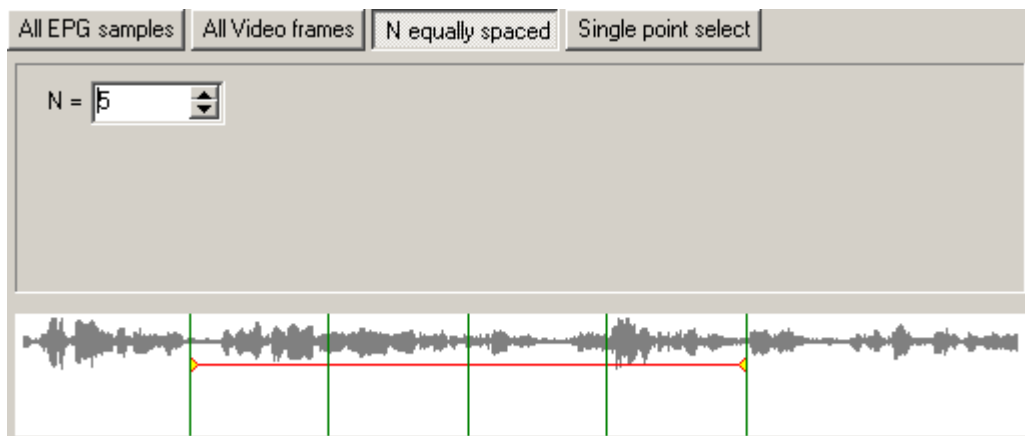 All EPG samples All Video frames N equally spaced Single point select
N = 5